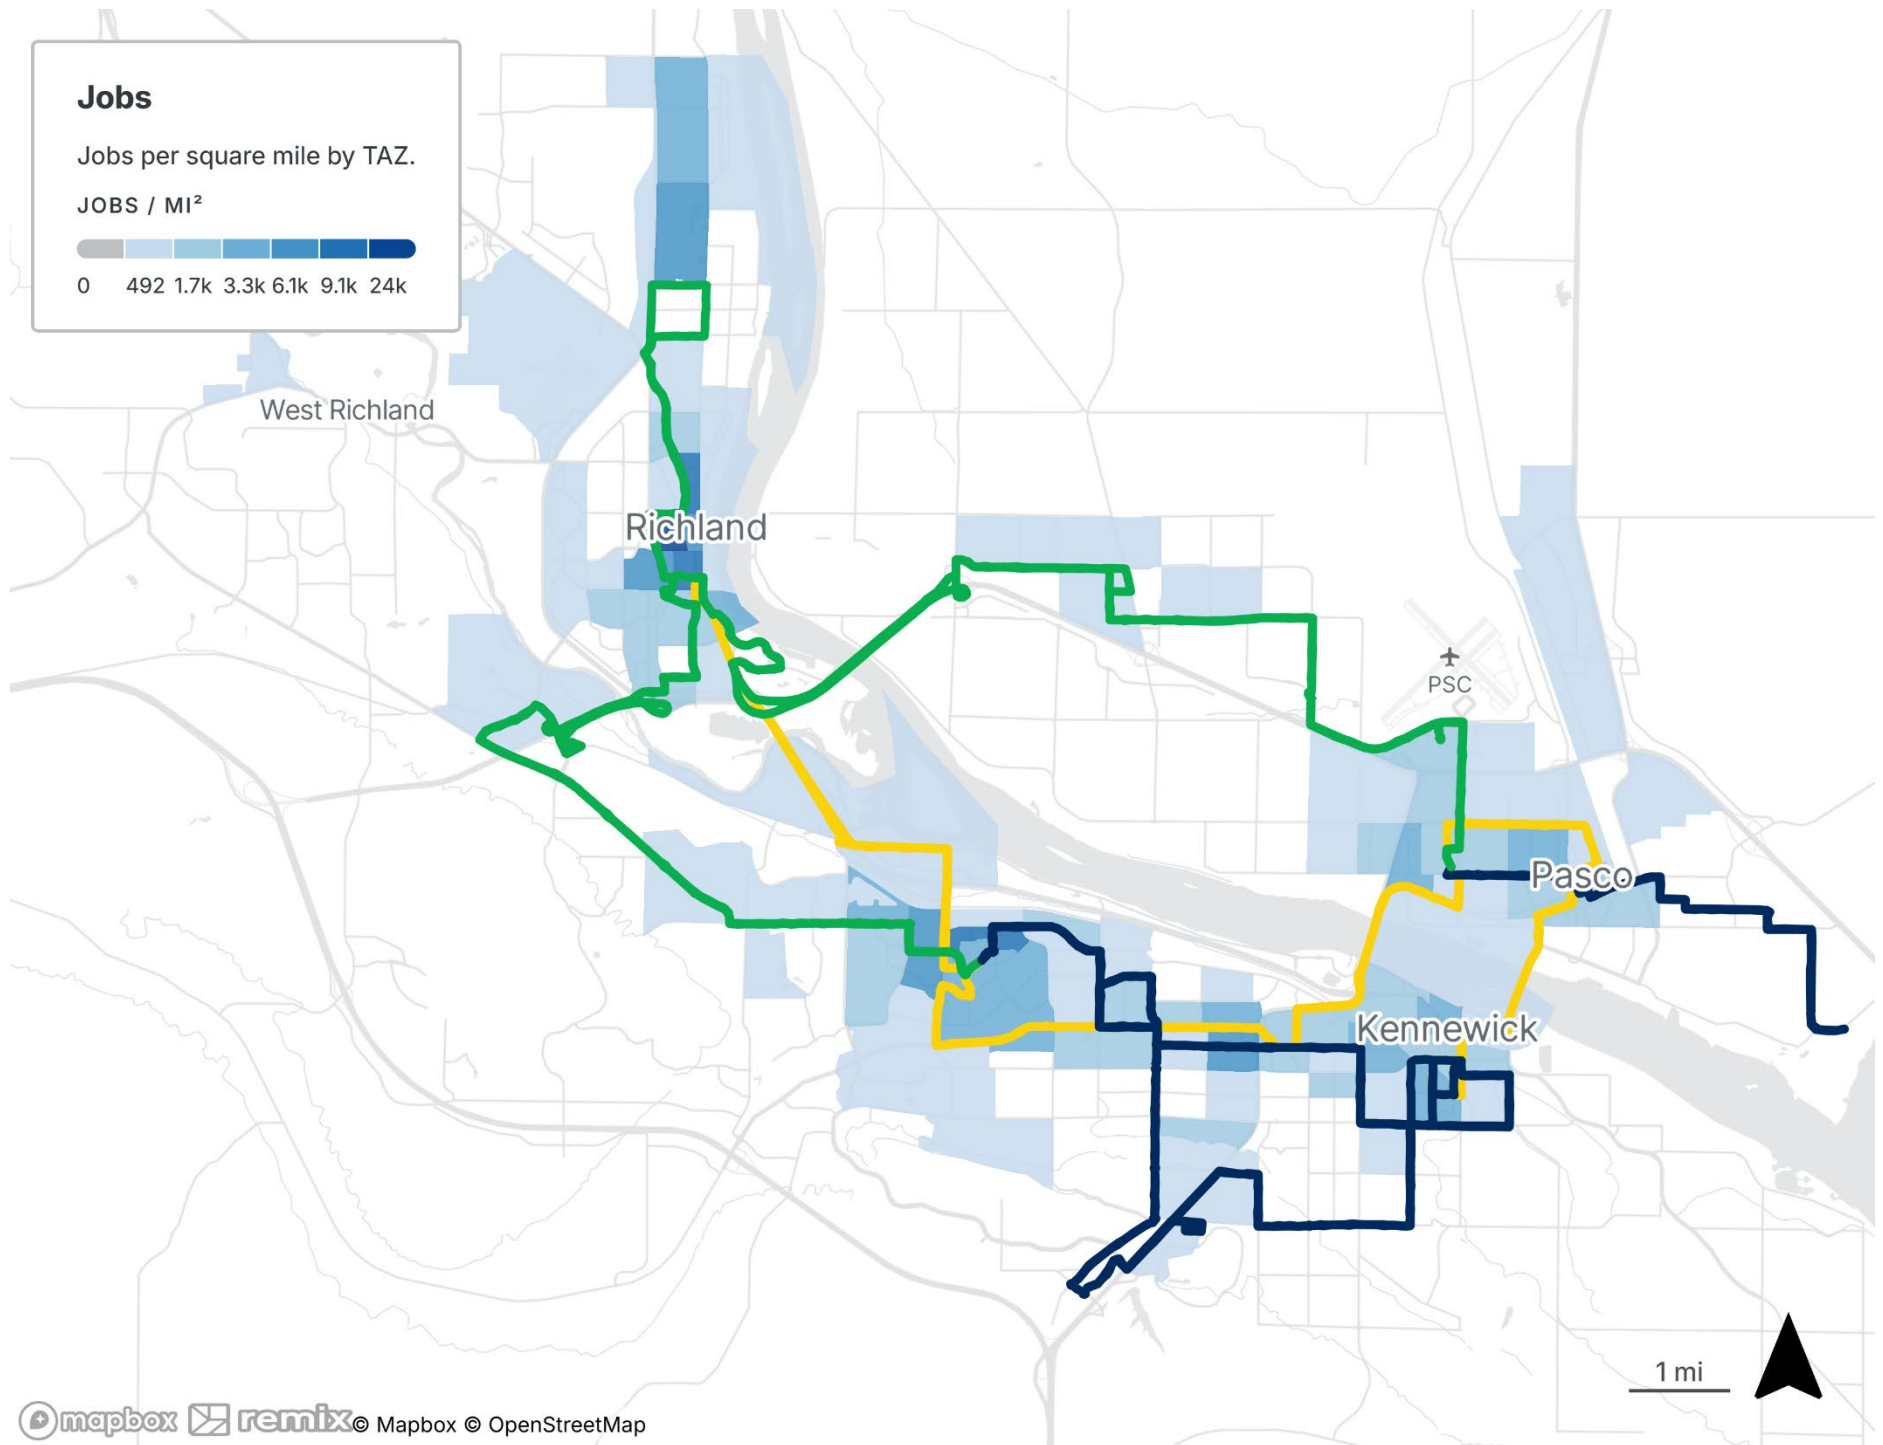 Jobs
Jobs per square mile by TAZ.
JOBS / MI²
0 492 1.7k 3.3k 6.1k 9.1k 24k
West Richland
Richland
PSC
Pasco
Kennewick
1 mi
mapbox remix © Mapbox © OpenStreetMap